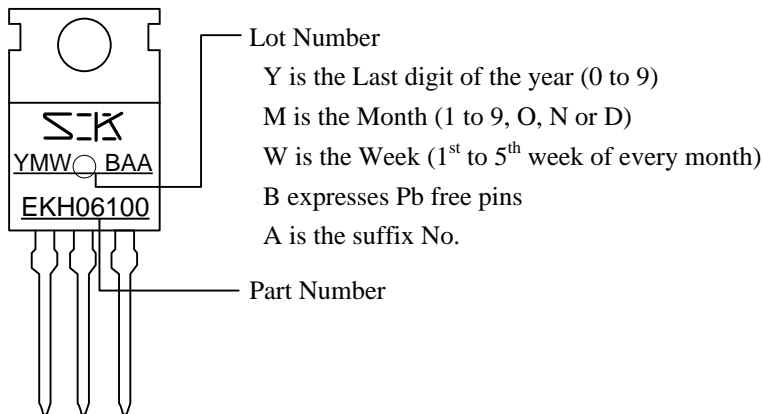 Lot Number
Y is the Last digit of the year (0 to 9)
M is the Month (1 to 9, O, N or D)
W is the Week (1st to 5th week of every month)
B expresses Pb free pins
A is the suffix No.
SK
YMW BAA
EKH06100
Part Number